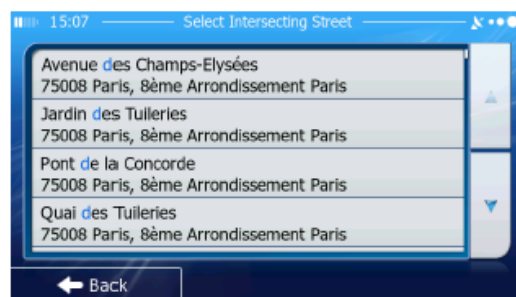 15:07 Select Intersecting Street
Avenue des Champs-Elysées
75008 Paris, 8ème Arrondissement Paris
Jardin des Tuileries
75008 Paris, 8ème Arrondissement Paris
Pont de la Concorde
75008 Paris, 8ème Arrondissement Paris
Quai des Tuileries
75008 Paris, 8ème Arrondissement Paris
Back